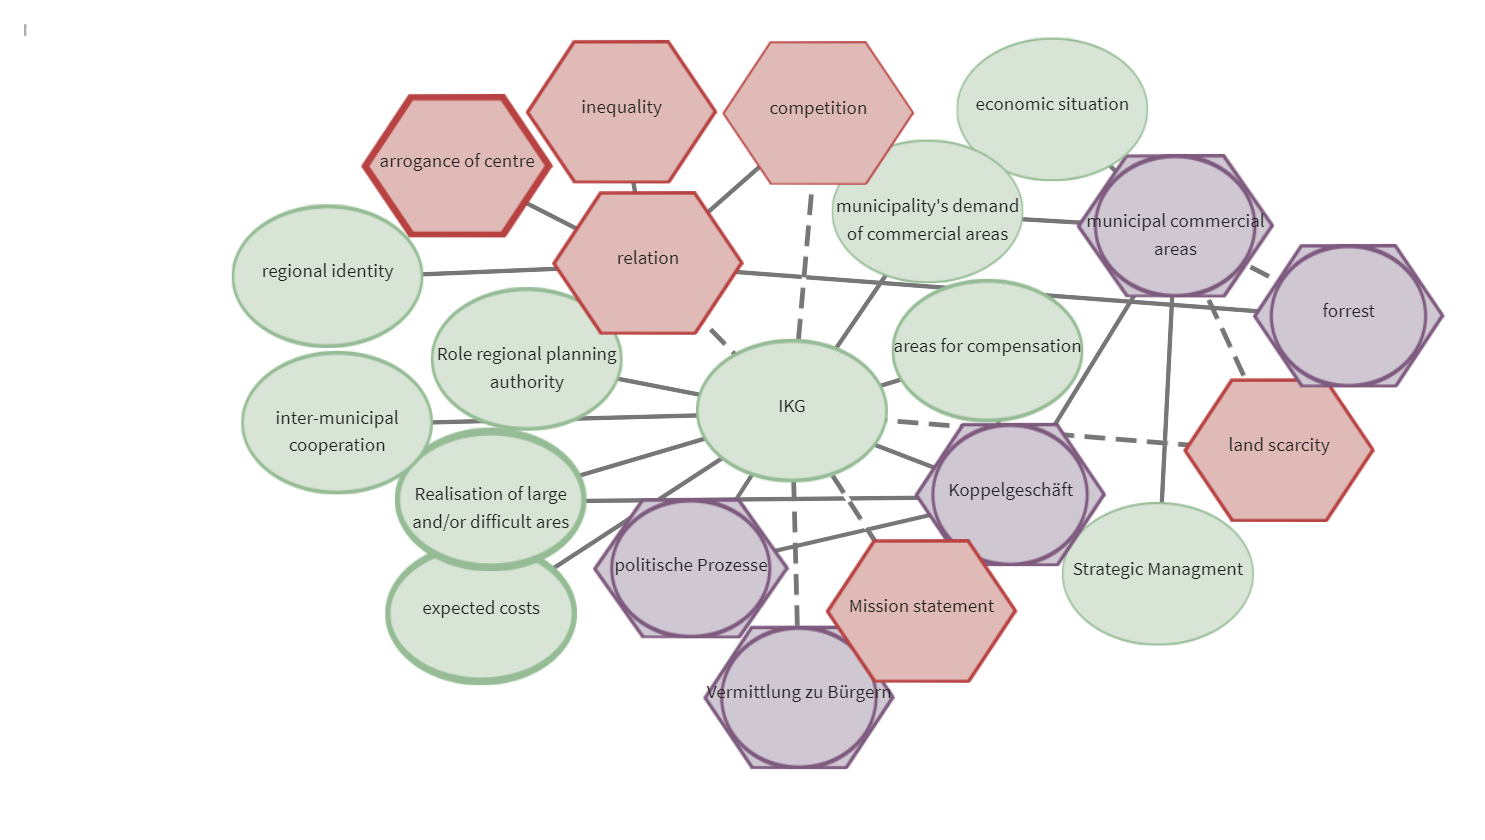 inequality
competition
economic situation
arrogance of centre
municipality's demand
of commercial areas
municipal commercial
areas
relation
regional identity
forrest
Role regional planning
authority
areas for compensation
IKG
inter-municipal
cooperation
land scarcity
Realisation of large
and/or difficult ares
Koppelgeschäft
politische Prozesse
Strategic Managment
expected costs
Mission statement
Vermittlung zu Bürgern